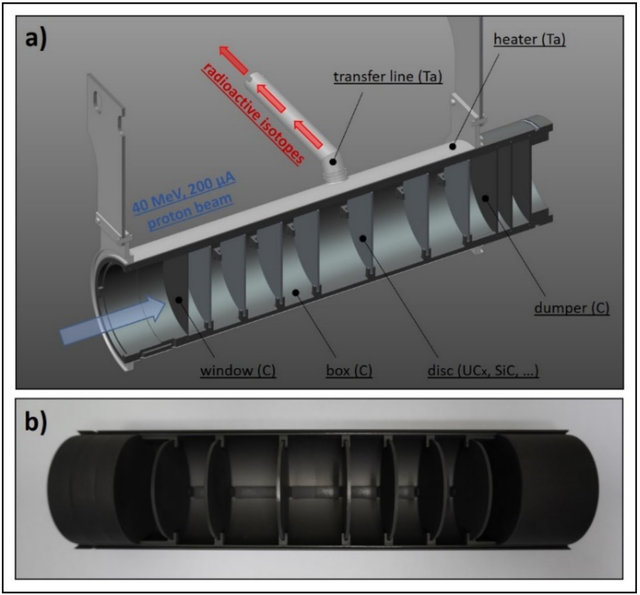 a)
heater (Ta)
transfer line (Ta)
radioactive isotopes
40 MeV, 200 µA
proton beam
dumper (C)
window (C)
box (C)
disc (UCx, SiC, ...)
b)